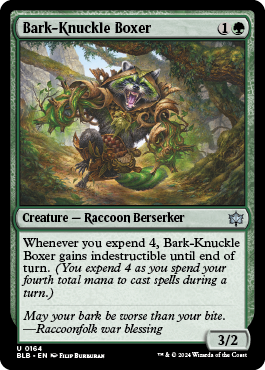 Bark-Knuckle Boxer 1
Creature — Raccoon Berserker
Whenever you expend 4, Bark-Knuckle
Boxer gains indestructible until end of
turn. (You expend 4 as you spend your
fourth total mana to cast spells during a
turn.)
May your bark be worse than your bite.
—Raccoonfolk war blessing
3/2
U 0164
BLB • EN Filip Burburan
™ & © 2024 Wizards of the Coast